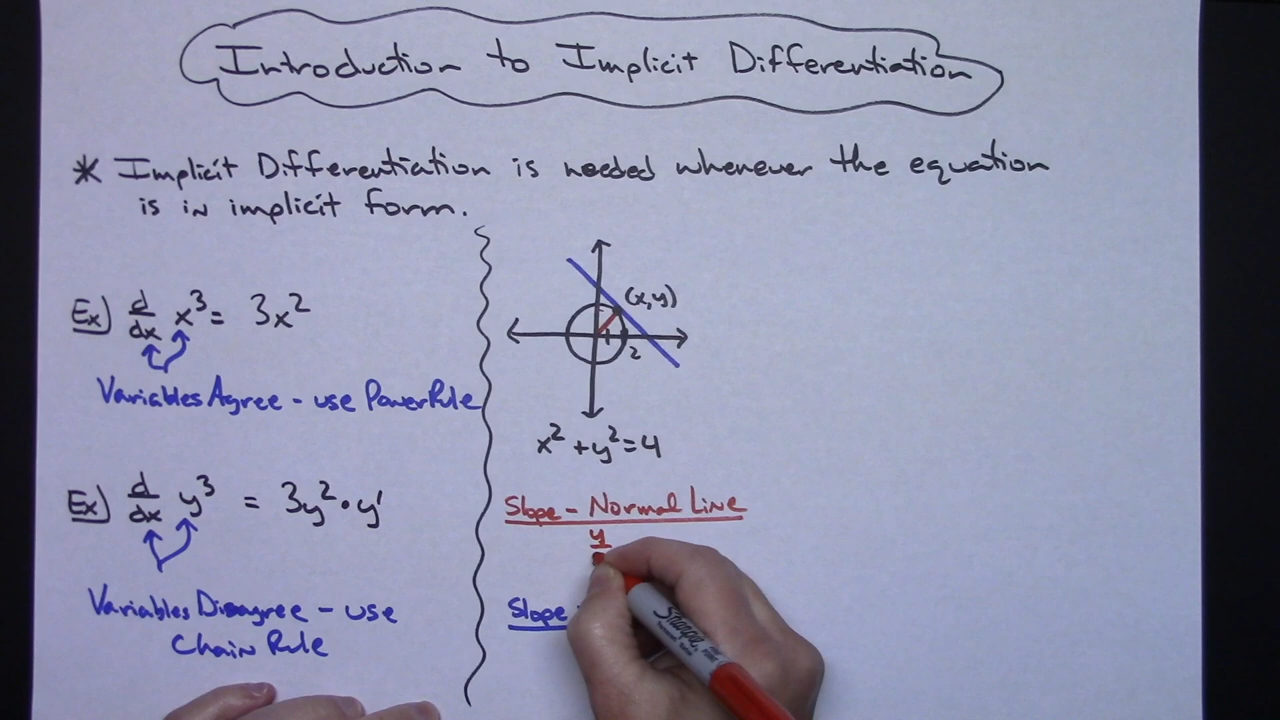 Introduction to Implicit Differentiation
* Implicit Differentiation is needed whenever the equation
is in implicit form.
Ex) d/dx x³ = 3x²
Variables Agree - use Power Rule
Ex) d/dx y³ = 3y² · y'
Variables Disagree - use
Chain Rule
(x,y)
2
x² + y² = 4
Slope - Normal Line
y
Slope
Sharpie